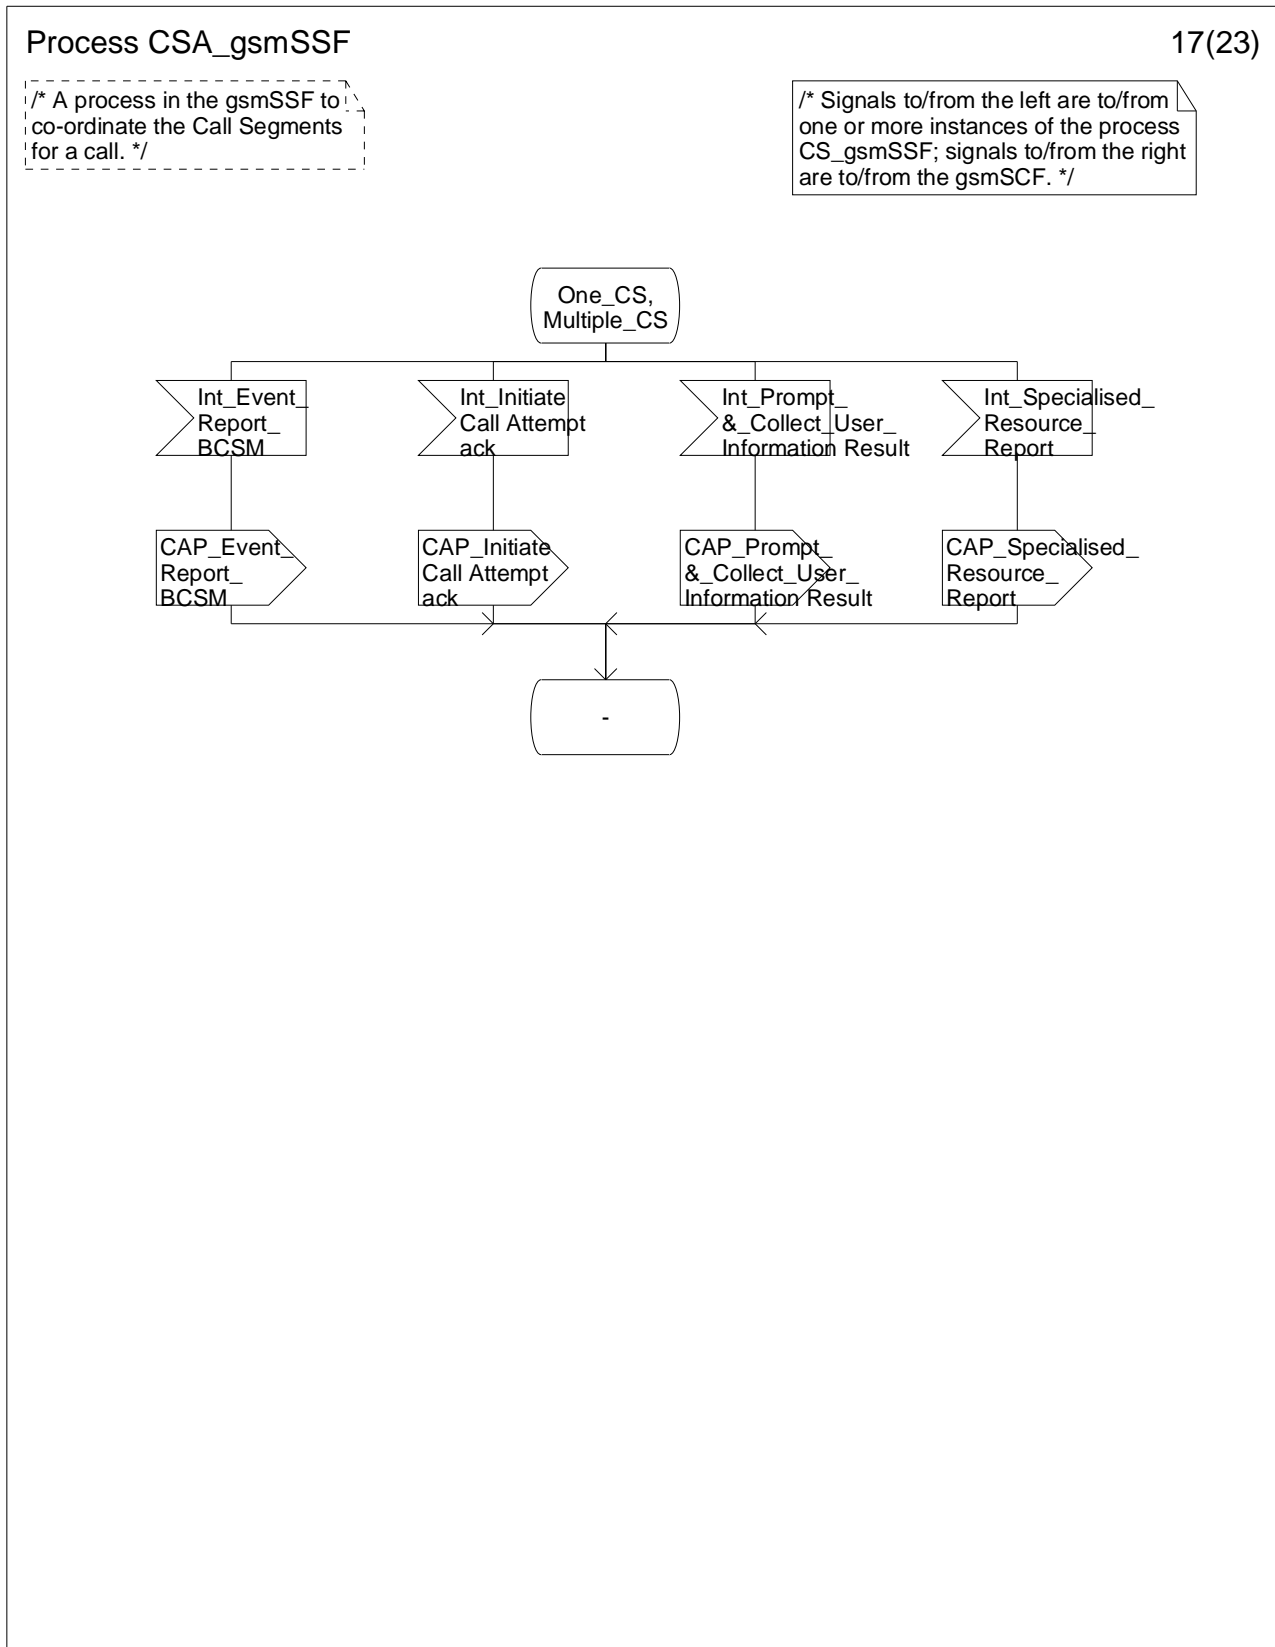 Process CSA_gsmSSF
17(23)
/* A process in the gsmSSF to
co-ordinate the Call Segments
for a call. */
/* Signals to/from the left are to/from
one or more instances of the process
CS_gsmSSF; signals to/from the right
are to/from the gsmSCF. */
One_CS,
Multiple_CS
Int_Event_
Report_
BCSM
Int_Initiate
Call Attempt
ack
Int_Prompt_
&_Collect_User_
Information Result
Int_Specialised_
Resource_
Report
CAP_Event_
Report_
BCSM
CAP_Initiate
Call Attempt
ack
CAP_Prompt_
&_Collect_User_
Information Result
CAP_Specialised_
Resource_
Report
-